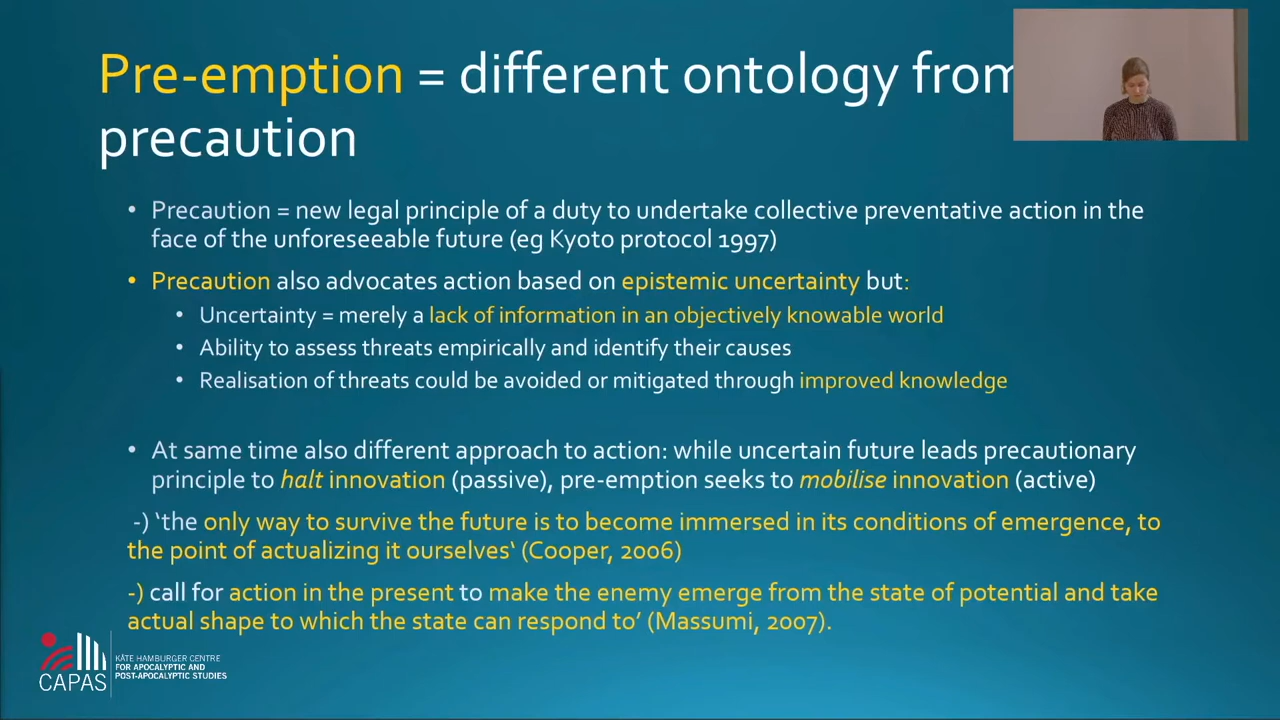 Pre-emption = different ontology from
precaution
• Precaution = new legal principle of a duty to undertake collective preventative action in the
face of the unforeseeable future (eg Kyoto protocol 1997)
• Precaution also advocates action based on epistemic uncertainty but:
• Uncertainty = merely a lack of information in an objectively knowable world
• Ability to assess threats empirically and identify their causes
• Realisation of threats could be avoided or mitigated through improved knowledge
• At same time also different approach to action: while uncertain future leads precautionary
principle to halt innovation (passive), pre-emption seeks to mobilise innovation (active)
-) ‘the only way to survive the future is to become immersed in its conditions of emergence, to
the point of actualizing it ourselves‘ (Cooper, 2006)
-) call for action in the present to make the enemy emerge from the state of potential and take
actual shape to which the state can respond to’ (Massumi, 2007).
CAPAS
KÄTE HAMBURGER CENTRE
FOR APOCALYPTIC AND
POST-APOCALYPTIC STUDIES